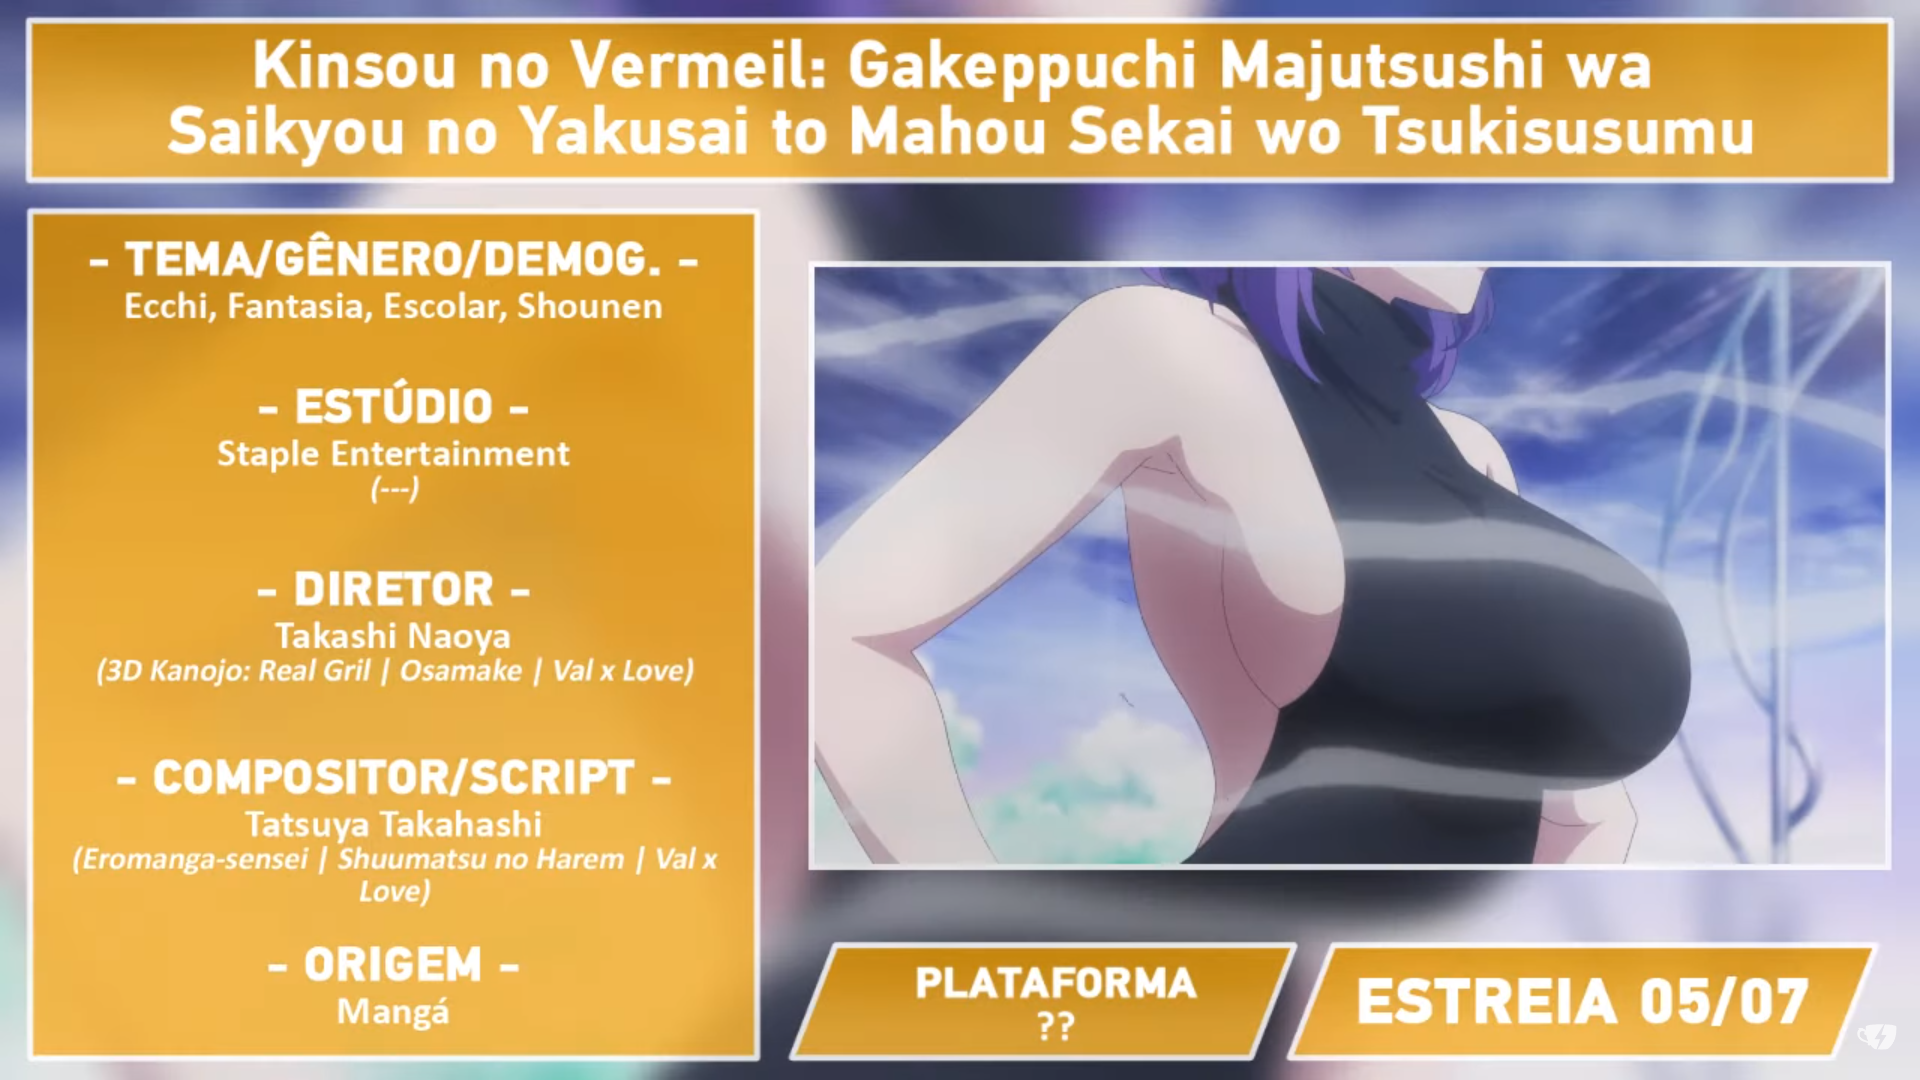 Kinsou no Vermeil: Gakeppuchi Majutsushi wa
Saikyou no Yakusai to Mahou Sekai wo Tsukisusumu
- TEMA/GÊNERO/DEMOG. -
Ecchi, Fantasia, Escolar, Shounen
- ESTÚDIO -
Staple Entertainment
(---)
- DIRETOR -
Takashi Naoya
(3D Kanojo: Real Gril | Osamake | Val x Love)
- COMPOSITOR/SCRIPT -
Tatsuya Takahashi
(Eromanga-sensei | Shuumatsu no Harem | Val x
Love)
- ORIGEM -
Mangá
PLATAFORMA
??
ESTREIA 05/07